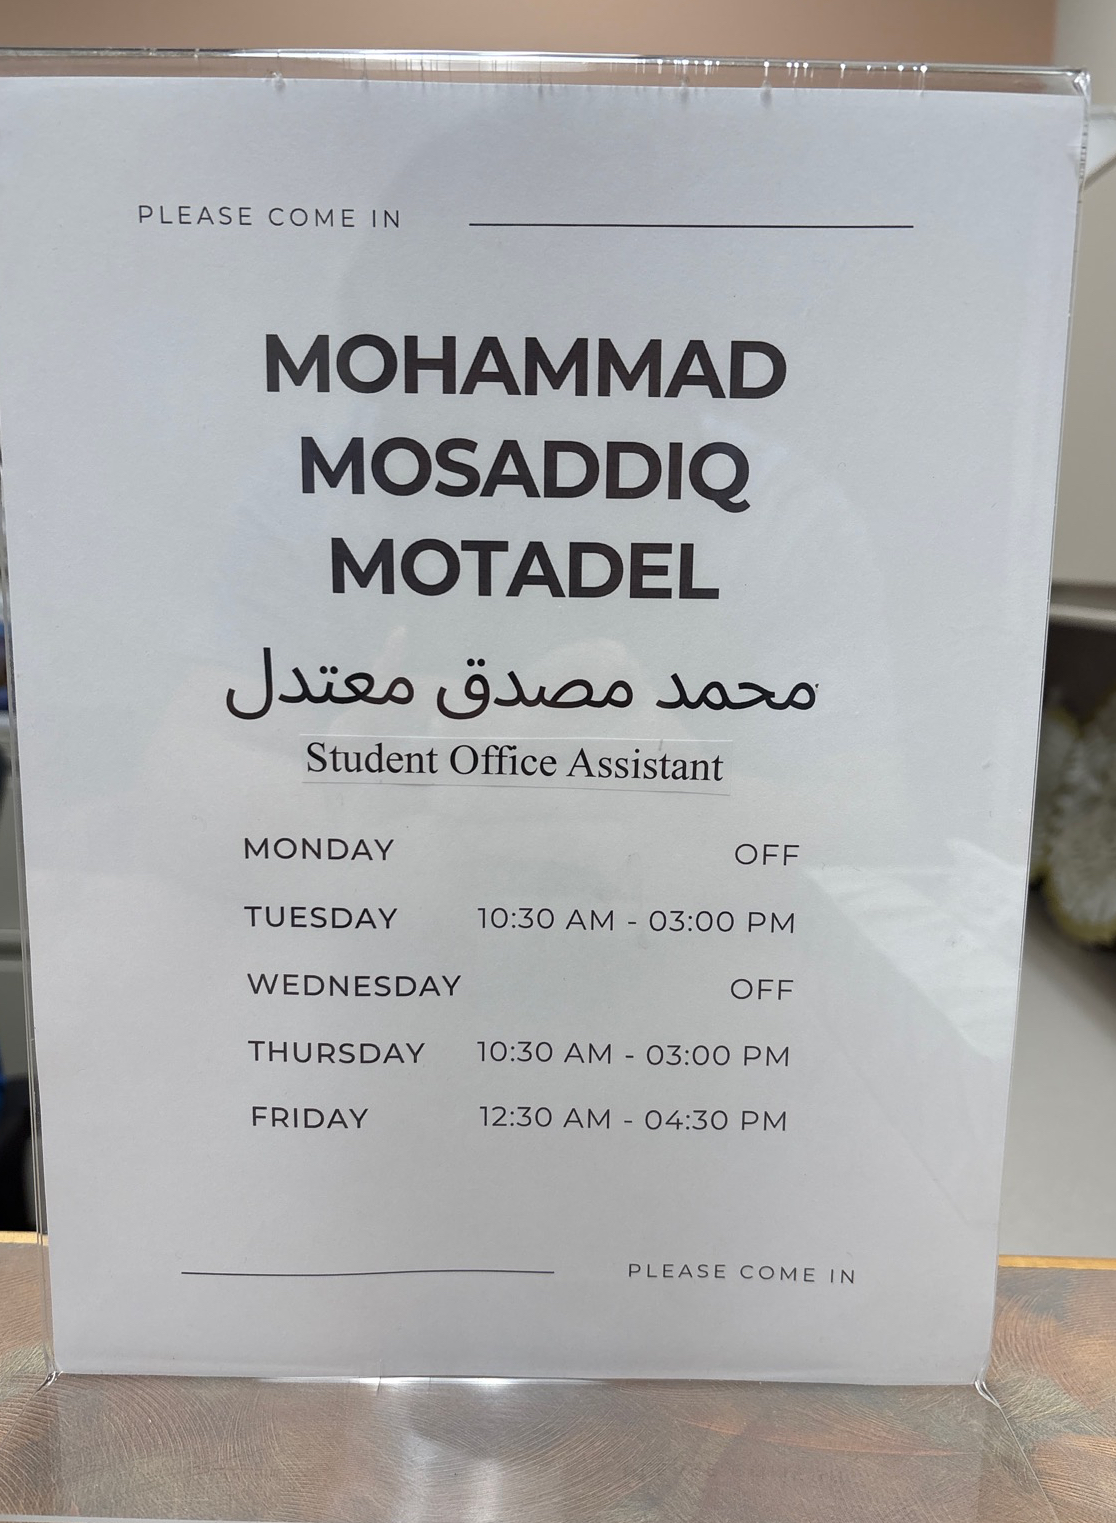 PLEASE COME IN
MOHAMMAD
MOSADDIQ
MOTADEL
محمد مصدق معتدل
Student Office Assistant
MONDAY OFF
TUESDAY 10:30 AM - 03:00 PM
WEDNESDAY OFF
THURSDAY 10:30 AM - 03:00 PM
FRIDAY 12:30 AM - 04:30 PM
PLEASE COME IN